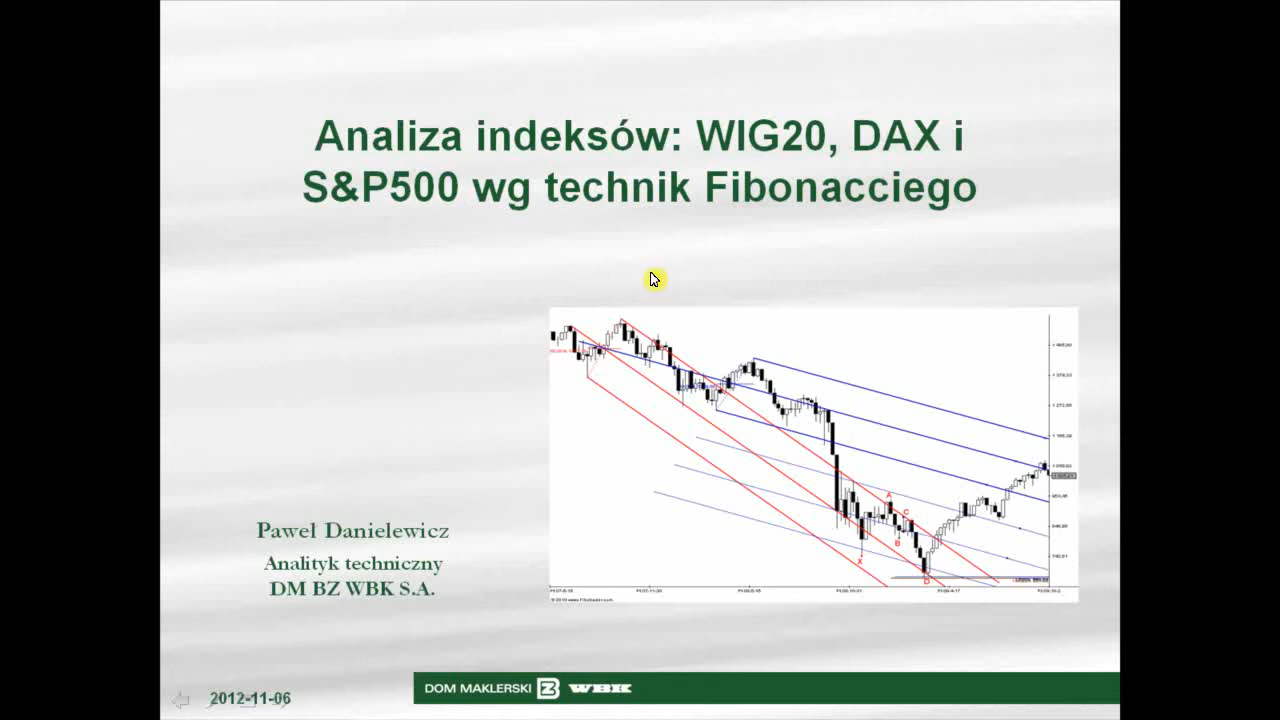 Analiza indeksów: WIG20, DAX i
S&P500 wg technik Fibonacciego
A
C
B
X
D
Paweł Danielewicz
Analityk techniczny
DM BZ WBK S.A.
2012-11-06
DOM MAKLERSKI Z WBK